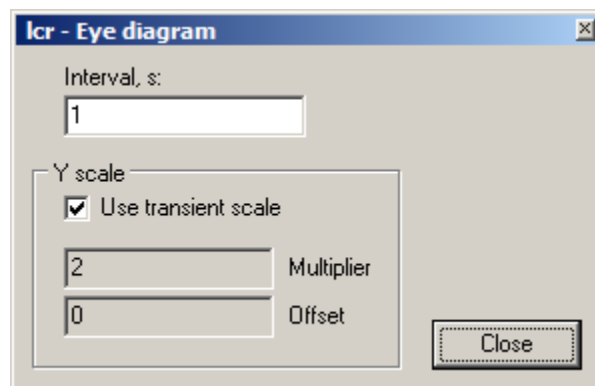 lcr - Eye diagram
Interval, s:
1
Y scale
Use transient scale
2 Multiplier
0 Offset
Close